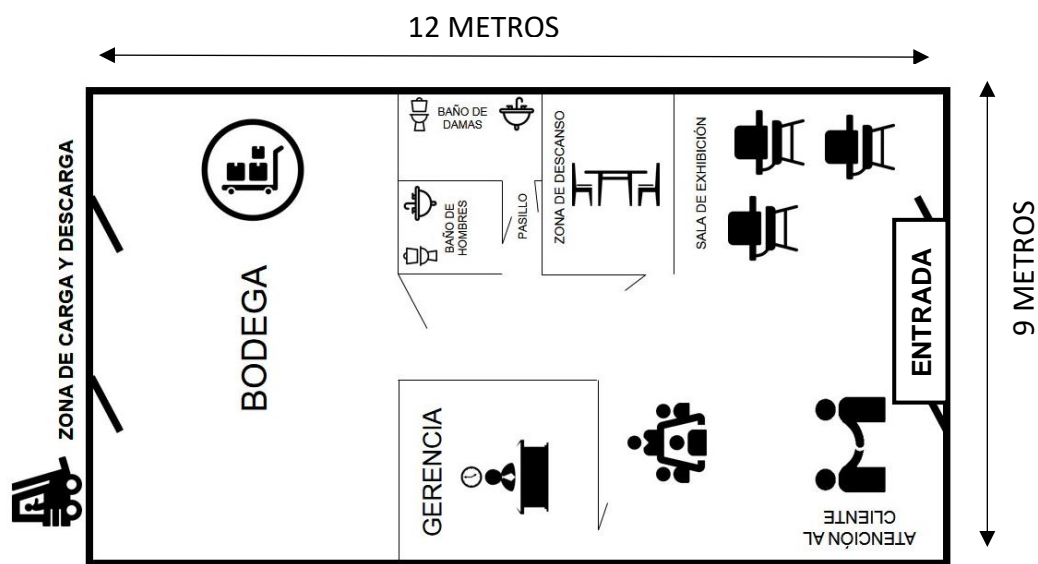 12 METROS
BAÑO DE
DAMAS
BAÑO DE
HOMBRES
PASILLO
ZONA DE DESCANSO
SALA DE EXHIBICIÓN
ZONA DE CARGA Y DESCARGA
BODEGA
ENTRADA
9 METROS
GERENCIA
ATENCIÓN AL
CLIENTE